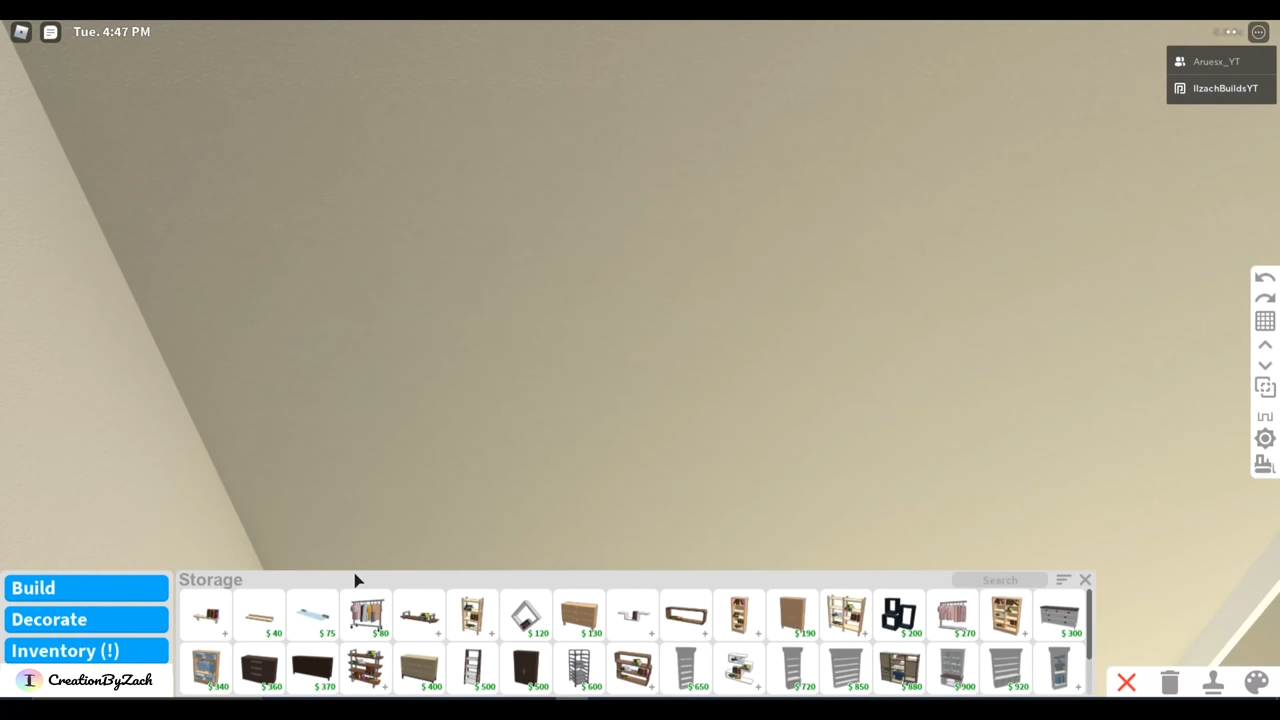 Tue. 4:47 PM
Aruesx_YT
IIzachBuildsYT
Build
Decorate
Inventory (!)
CreationByZach
Storage
Search
$ 40
$ 75
$ 80
$ 120
$ 130
$ 190
$ 200
$ 270
$ 300
$ 340
$ 360
$ 370
$ 400
$ 500
$ 500
$ 600
$ 650
$ 720
$ 850
$ 880
$ 900
$ 920